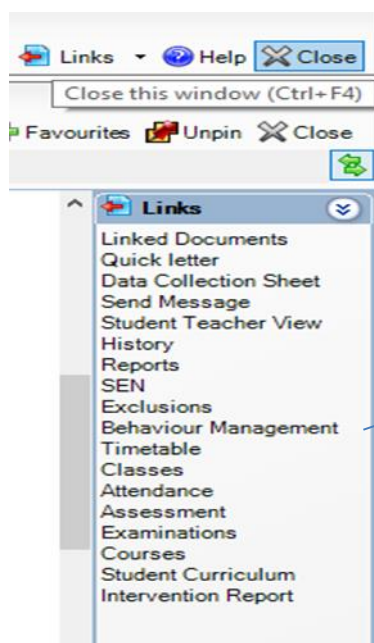 Links Help Close
Close this window (Ctrl+F4)
Favourites Unpin Close
Links
Linked Documents
Quick letter
Data Collection Sheet
Send Message
Student Teacher View
History
Reports
SEN
Exclusions
Behaviour Management
Timetable
Classes
Attendance
Assessment
Examinations
Courses
Student Curriculum
Intervention Report